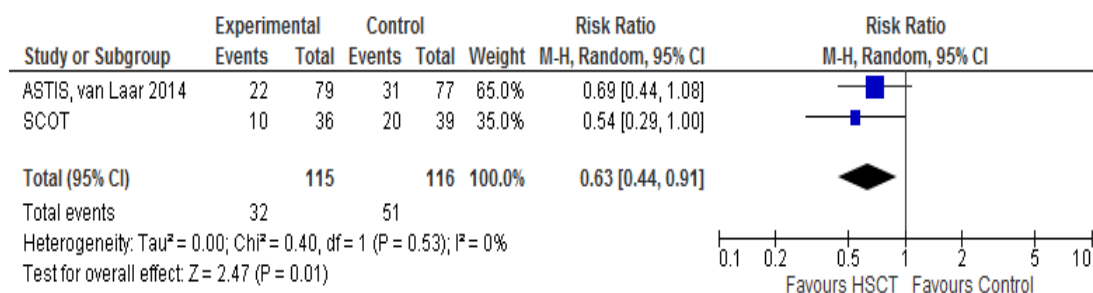 Experimental Control Risk Ratio Risk Ratio
Study or Subgroup Events Total Events Total Weight M-H, Random, 95% CI M-H, Random, 95% CI
ASTIS, van Laar 2014 22 79 31 77 65.0% 0.69 [0.44, 1.08]
SCOT 10 36 20 39 35.0% 0.54 [0.29, 1.00]
Total (95% CI) 115 116 100.0% 0.63 [0.44, 0.91]
Total events 32 51
Heterogeneity: Tau² = 0.00; Chi² = 0.40, df = 1 (P = 0.53); I² = 0%
Test for overall effect: Z = 2.47 (P = 0.01)
0.1 0.2 0.5 1 2 5 10
Favours HSCT Favours Control